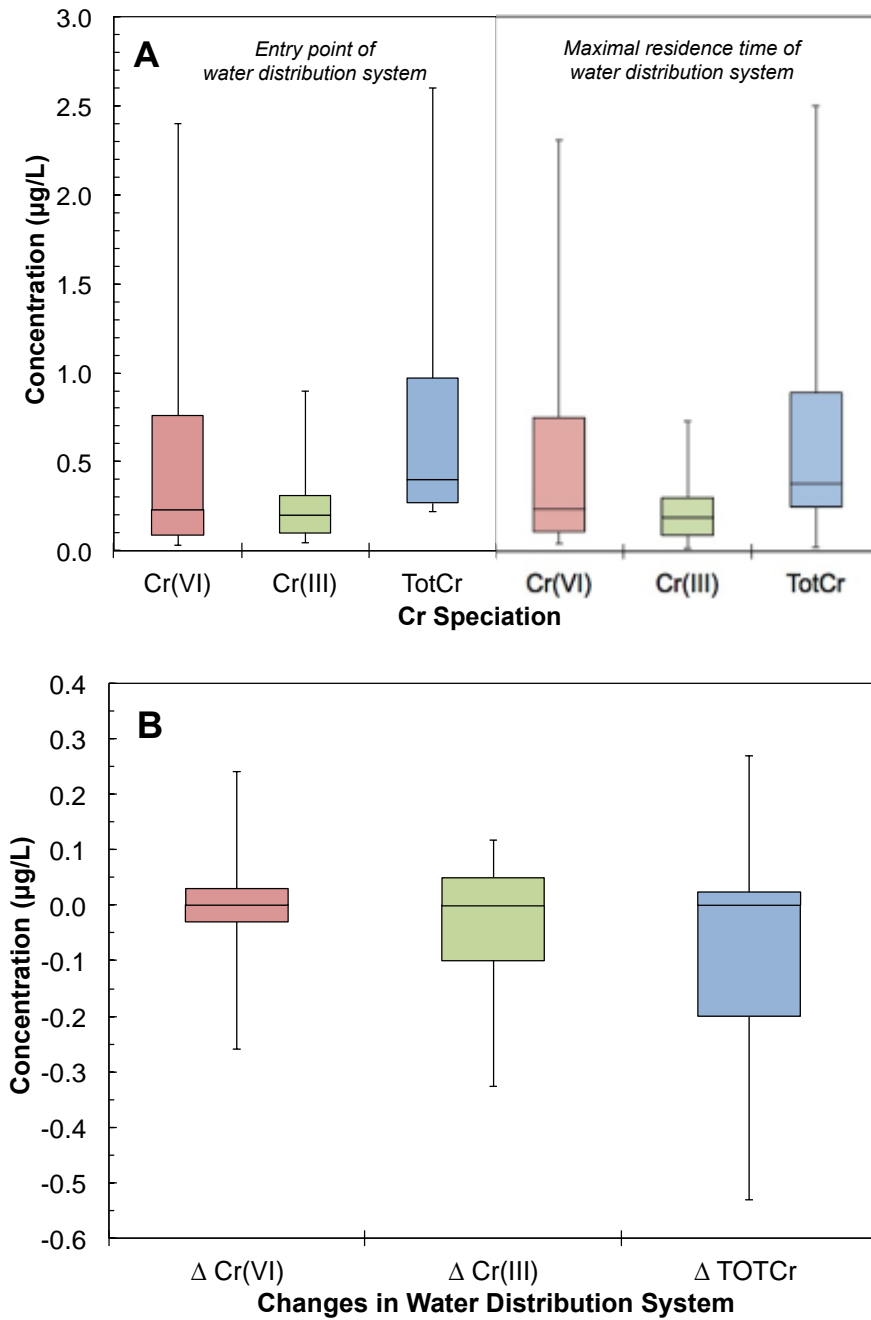 A
Entry point of
water distribution system
Maximal residence time of
water distribution system
Concentration (µg/L)
3.0
2.5
2.0
1.5
1.0
0.5
0.0
Cr(VI) Cr(III) TotCr Cr(VI) Cr(III) TotCr
Cr Speciation
B
Concentration (µg/L)
0.4
0.3
0.2
0.1
0.0
-0.1
-0.2
-0.3
-0.4
-0.5
-0.6
Δ Cr(VI) Δ Cr(III) Δ TOTCr
Changes in Water Distribution System